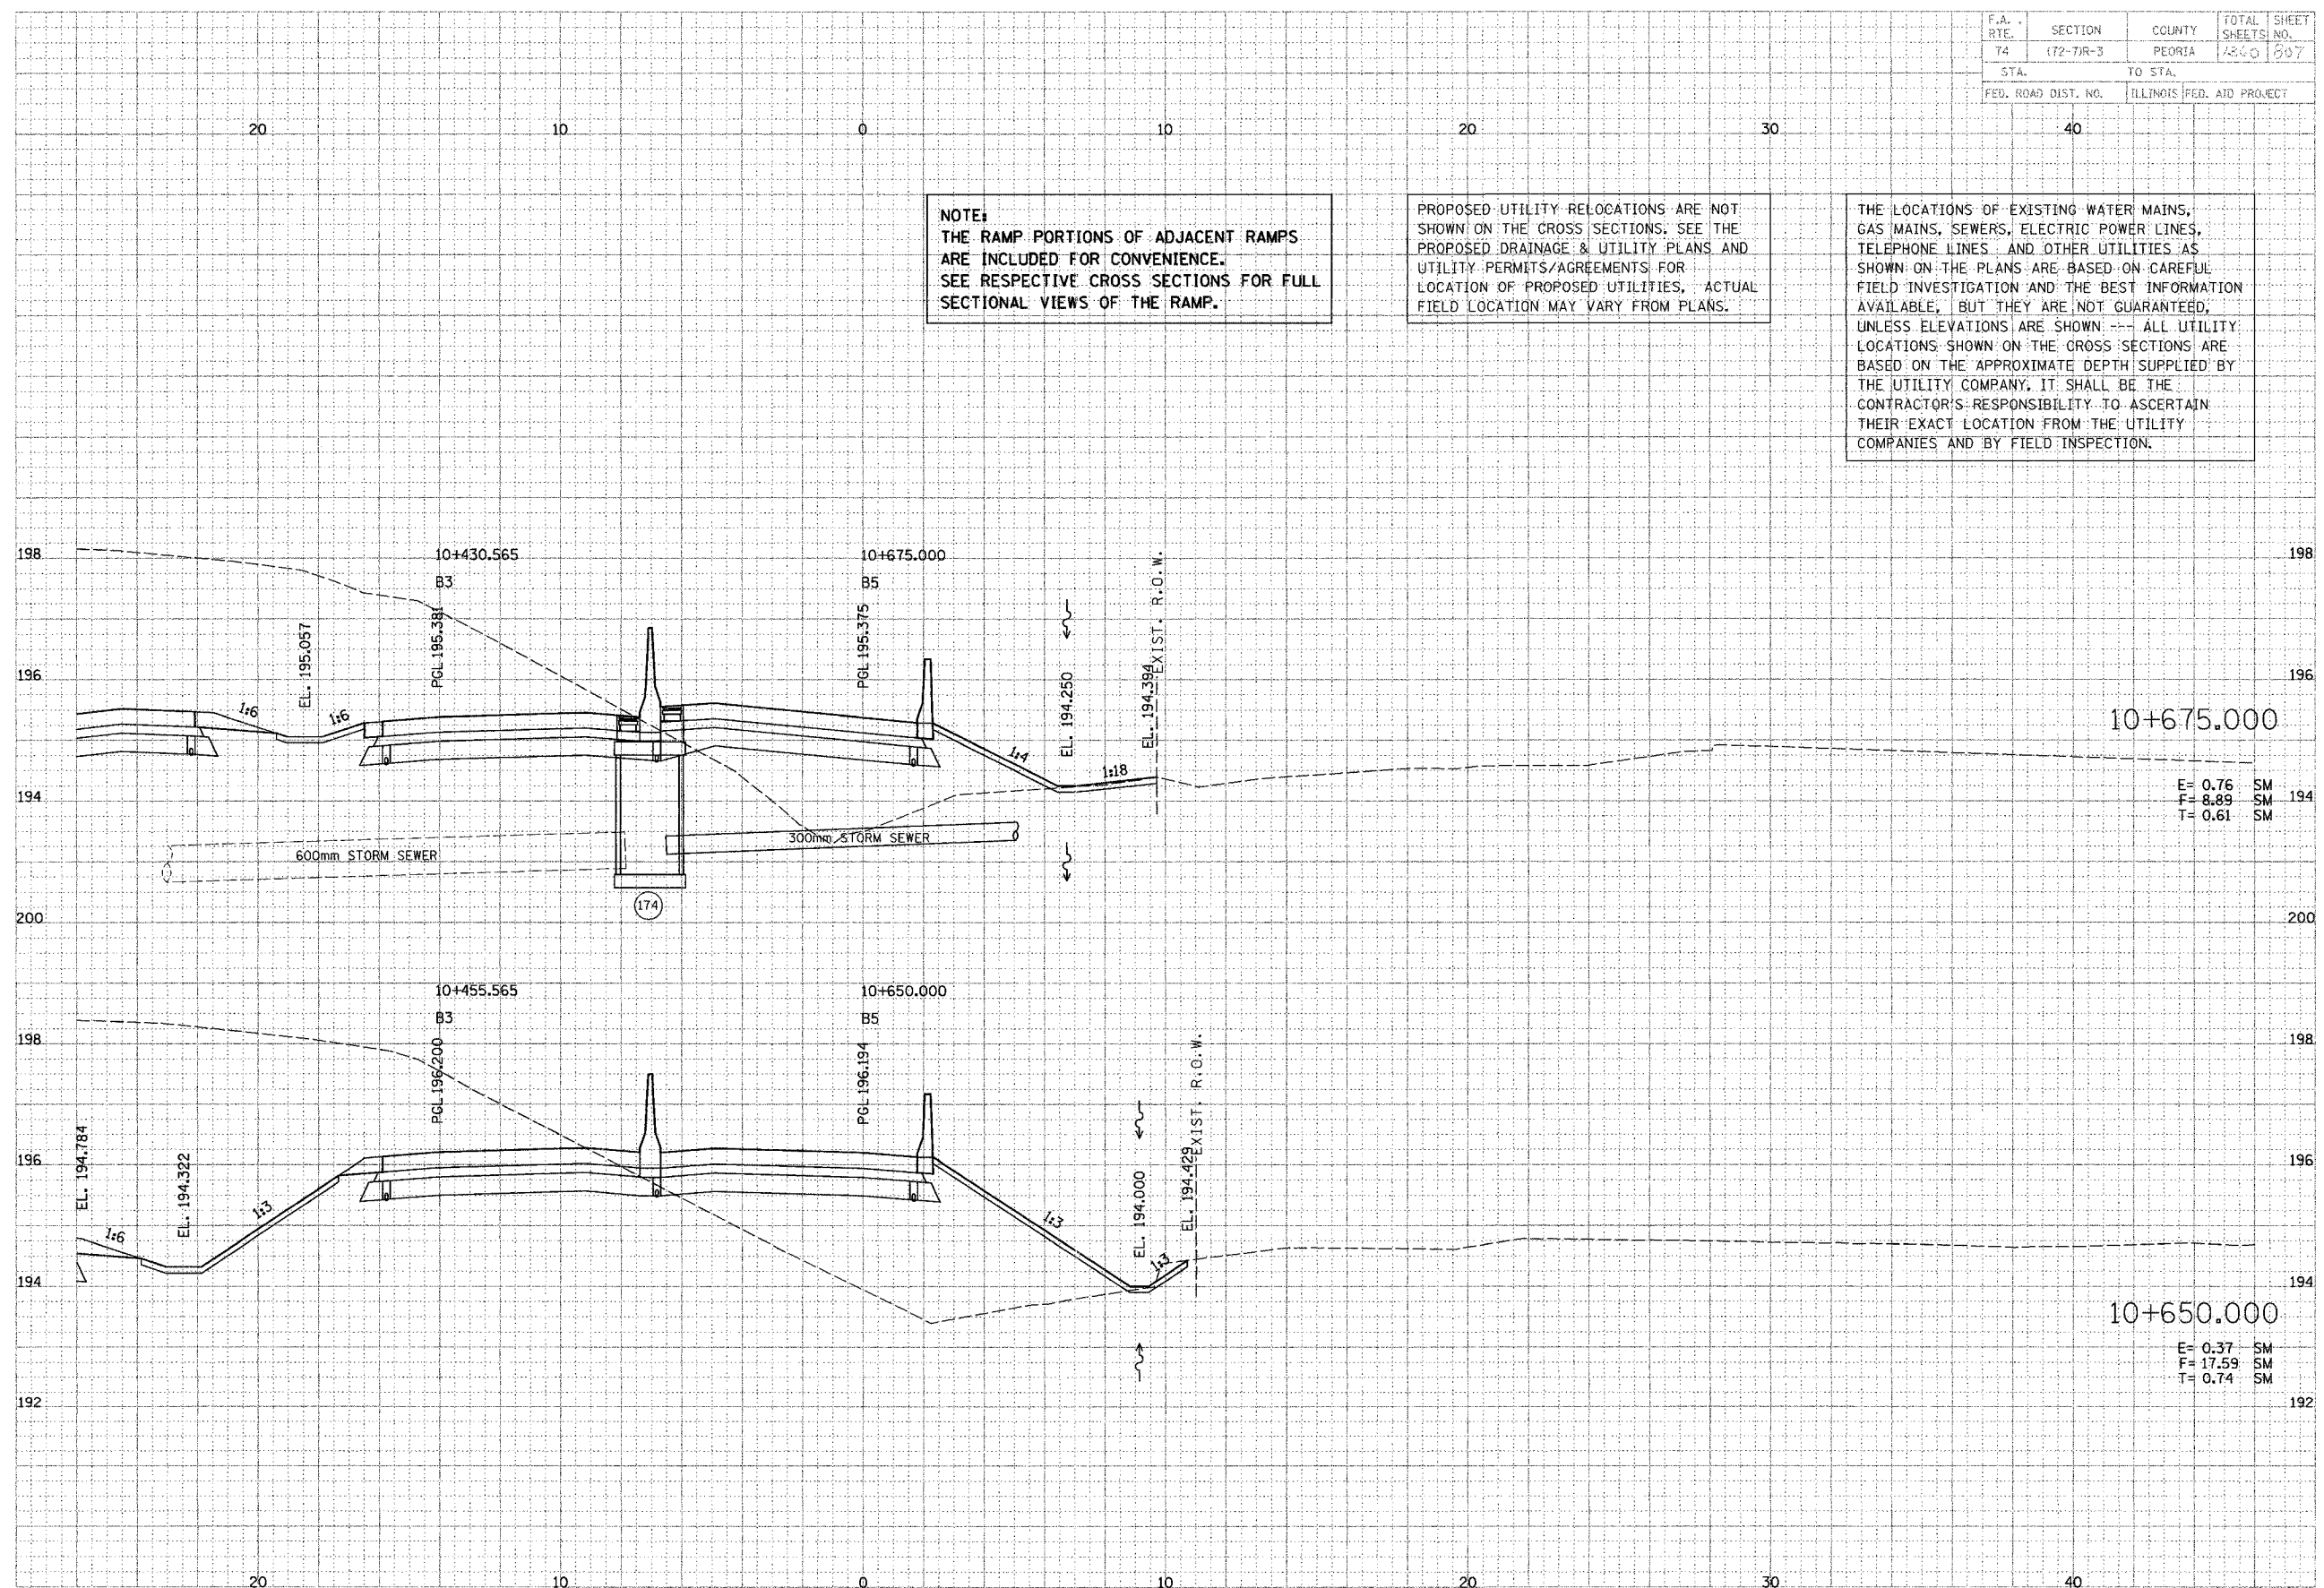 F.A.
RTE. SECTION COUNTY TOTAL SHEETS SHEET NO.
74 (72-7)R-3 PEORIA 807
STA. TO STA.
FED. ROAD DIST. NO. ILLINOIS FED. AID PROJECT
20 10 0 10 20 30 40
NOTE:
THE RAMP PORTIONS OF ADJACENT RAMPS
ARE INCLUDED FOR CONVENIENCE.
SEE RESPECTIVE CROSS SECTIONS FOR FULL
SECTIONAL VIEWS OF THE RAMP.
PROPOSED UTILITY RELOCATIONS ARE NOT
SHOWN ON THE CROSS SECTIONS. SEE THE
PROPOSED DRAINAGE & UTILITY PLANS AND
UTILITY PERMITS/AGREEMENTS FOR
LOCATION OF PROPOSED UTILITIES, ACTUAL
FIELD LOCATION MAY VARY FROM PLANS.
THE LOCATIONS OF EXISTING WATER MAINS,
GAS MAINS, SEWERS, ELECTRIC POWER LINES,
TELEPHONE LINES AND OTHER UTILITIES AS
SHOWN ON THE PLANS ARE BASED ON CAREFUL
FIELD INVESTIGATION AND THE BEST INFORMATION
AVAILABLE, BUT THEY ARE NOT GUARANTEED,
UNLESS ELEVATIONS ARE SHOWN --- ALL UTILITY
LOCATIONS SHOWN ON THE CROSS SECTIONS ARE
BASED ON THE APPROXIMATE DEPTH SUPPLIED BY
THE UTILITY COMPANY. IT SHALL BE THE
CONTRACTOR'S RESPONSIBILITY TO ASCERTAIN
THEIR EXACT LOCATION FROM THE UTILITY
COMPANIES AND BY FIELD INSPECTION.
198 10+430.565 10+675.000 198
B3 B5
EL. 195.057
PGL 195.381
PGL 195.375
EL. 194.250
EL. 194.394
EXIST. R.O.W.
196 196
1:6 1:6
10+675.000
1:4 1:18
194 194
E= 0.76 SM
F= 8.89 SM
T= 0.61 SM
600mm STORM SEWER
300mm STORM SEWER
174
200 200
10+455.565 10+650.000
B3 B5
198 198
EL. 194.784
EL. 194.322
PGL 196.200
PGL 196.194
EL. 194.000
EL. 194.429
EXIST. R.O.W.
196 196
1:6 1:3 1:3 1:3
194 194
10+650.000
E= 0.37 SM
F= 17.59 SM
T= 0.74 SM
192 192
20 10 0 10 20 30 40